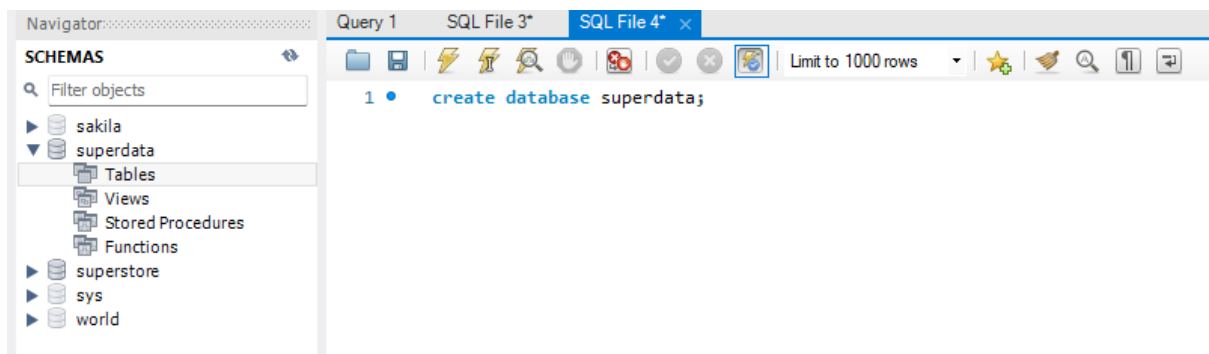 Navigator
SCHEMAS
Filter objects
sakila
superdata
Tables
Views
Stored Procedures
Functions
superstore
sys
world
Query 1 SQL File 3* SQL File 4* ×
Limit to 1000 rows
1 create database superdata;